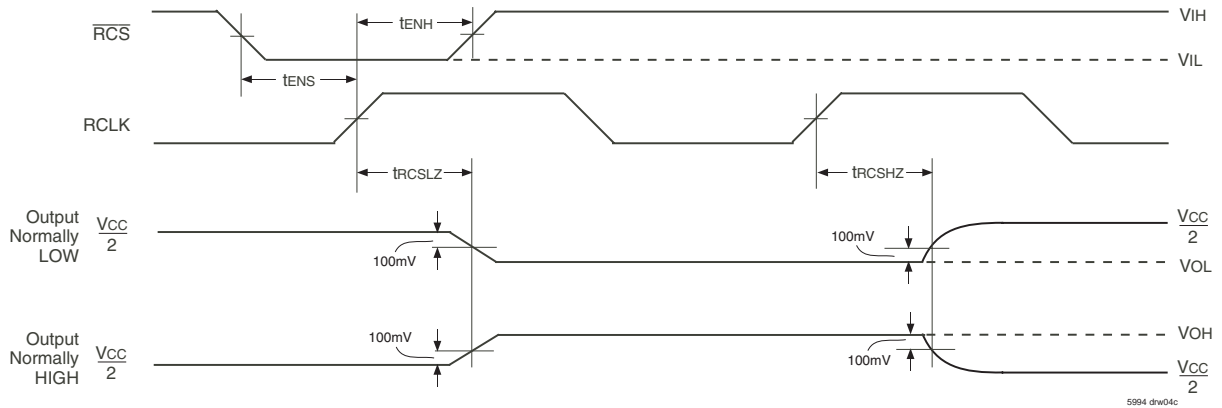 RCS
tENH
VIH
VIL
tENS
RCLK
tRCSLZ
tRCSHZ
Output
Normally
LOW
VCC
2
100mV
100mV
VCC
2
VOL
Output
Normally
HIGH
VCC
2
100mV
100mV
VOH
VCC
2
5994 drw04c